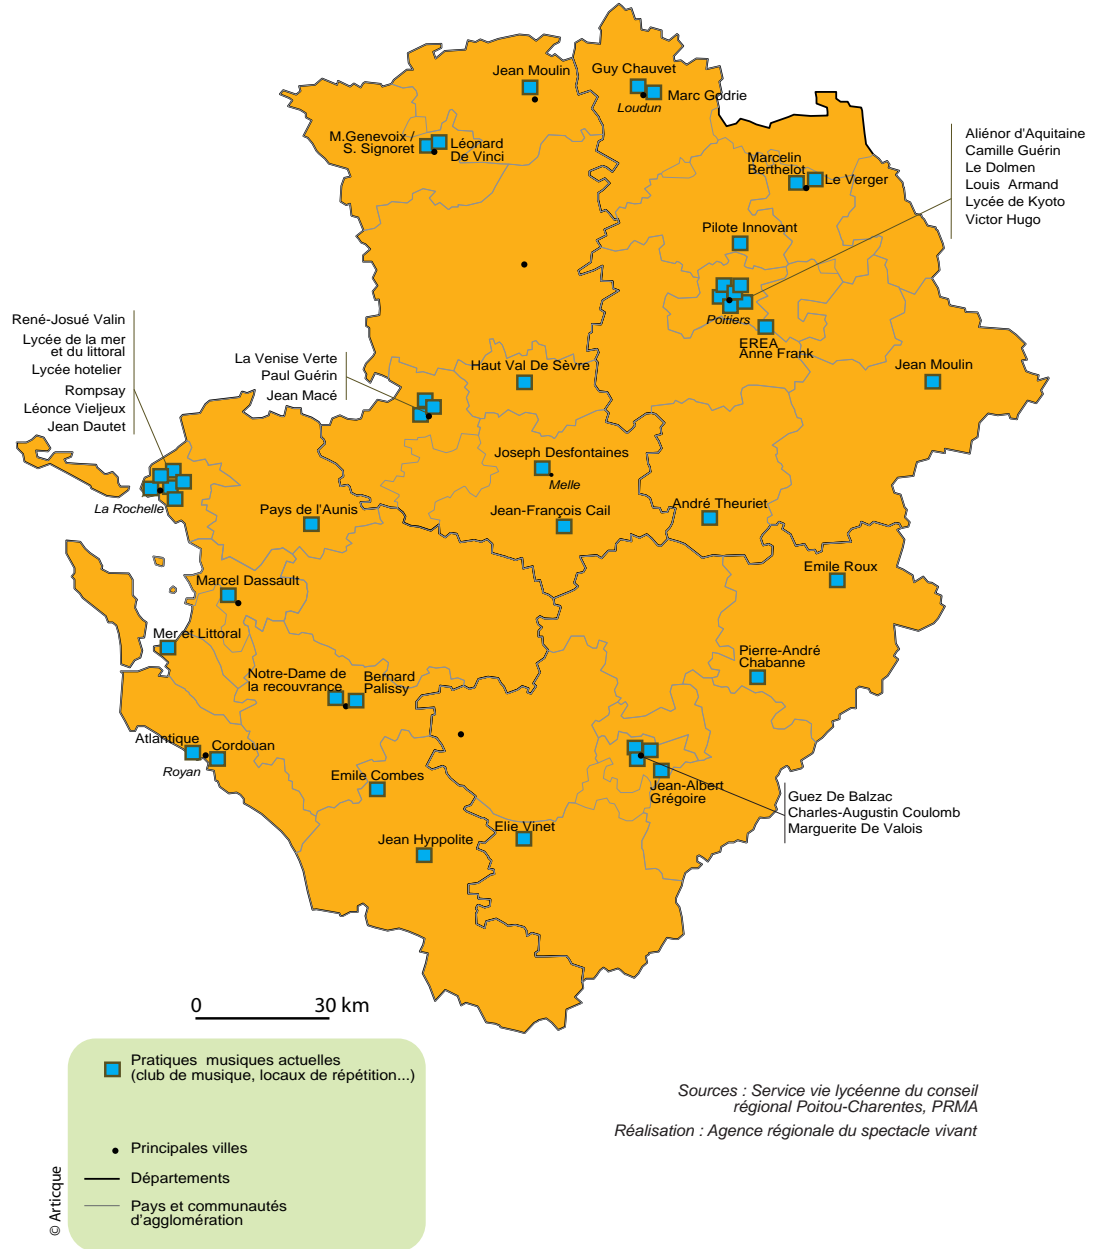 Jean Moulin
Guy Chauvet
Marc Godrie
Loudun
M.Genevoix /
S. Signoret
Léonard
De Vinci
Marcelin
Berthelot
Le Verger
Aliénor d'Aquitaine
Camille Guérin
Le Dolmen
Louis Armand
Lycée de Kyoto
Victor Hugo
Pilote Innovant
Poitiers
EREA
Anne Frank
Jean Moulin
René-Josué Valin
Lycée de la mer
et du littoral
Lycée hotelier
Rompsay
Léonce Vieljeux
Jean Dautet
La Venise Verte
Paul Guérin
Jean Macé
Haut Val De Sèvre
Joseph Desfontaines
Melle
Jean-François Cail
André Theuriet
La Rochelle
Pays de l'Aunis
Marcel Dassault
Mer et Littoral
Emile Roux
Pierre-André
Chabanne
Notre-Dame de
la recouvrance
Bernard
Palissy
Atlantique
Cordouan
Royan
Emile Combes
Jean Hyppolite
Elie Vinet
Jean-Albert
Grégoire
Guez De Balzac
Charles-Augustin Coulomb
Marguerite De Valois
0 30 km
Pratiques musiques actuelles
(club de musique, locaux de répétition...)
Principales villes
Départements
Pays et communautés
d'agglomération
© Articque
Sources : Service vie lycéenne du conseil
régional Poitou-Charentes, PRMA
Réalisation : Agence régionale du spectacle vivant